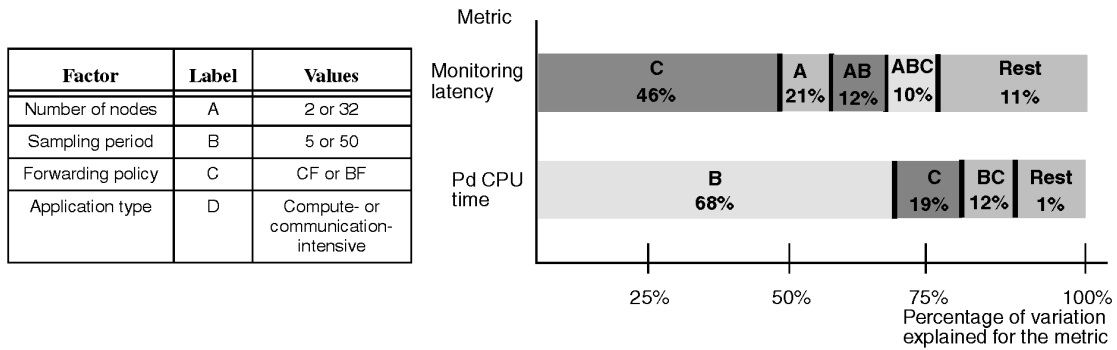 Factor Label Values
Number of nodes A 2 or 32
Sampling period B 5 or 50
Forwarding policy C CF or BF
Application type D Compute- or
communication-
intensive
Metric
Monitoring
latency
C A AB ABC Rest
46% 21% 12% 10% 11%
Pd CPU
time
B C BC Rest
68% 19% 12% 1%
25% 50% 75% 100%
Percentage of variation
explained for the metric